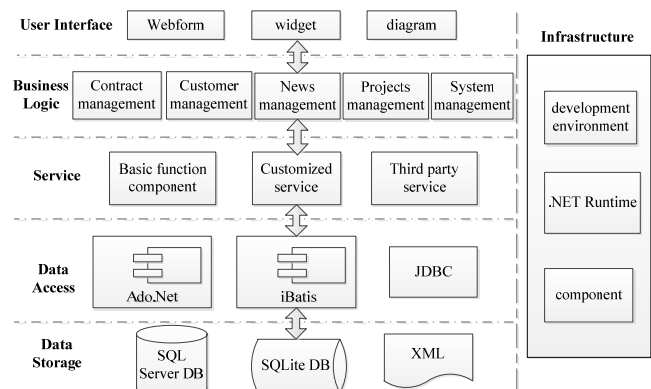 User Interface
Webform
widget
diagram
Infrastructure
Business
Logic
Contract
management
Customer
management
News
management
Projects
management
System
management
development
environment
Service
Basic function
component
Customized
service
Third party
service
.NET Runtime
Data
Access
Ado.Net
iBatis
JDBC
component
Data
Storage
SQL
Server DB
SQLite DB
XML